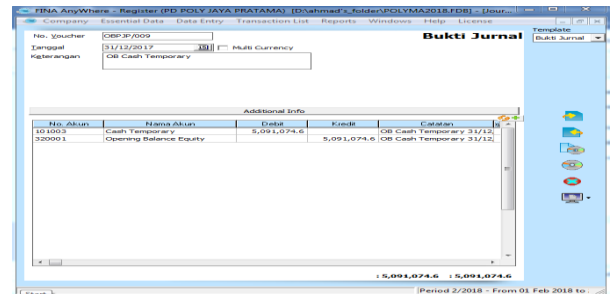 FINA AnyWhere - Register (PD POLY JAYA PRATAMA) [D:\ahmad's_folder\POLYMA2018.FDB] - [Jour...
Company Essential Data Data Entry Transaction List Reports Windows Help License
Template
No. Voucher OBPJP/009 Bukti Jurnal Bukti Jurnal
Tanggal 31/12/2017 Multi Currency
Keterangan OB Cash Temporary
Additional Info
No. Akun Nama Akun Debit Kredit Catatan
101003 Cash Temporary 5,091,074.6 OB Cash Temporary 31/12,
320001 Opening Balance Equity 5,091,074.6 OB Cash Temporary 31/12,
: 5,091,074.6 : 5,091,074.6
Start
Period 2/2018 - From 01 Feb 2018 to